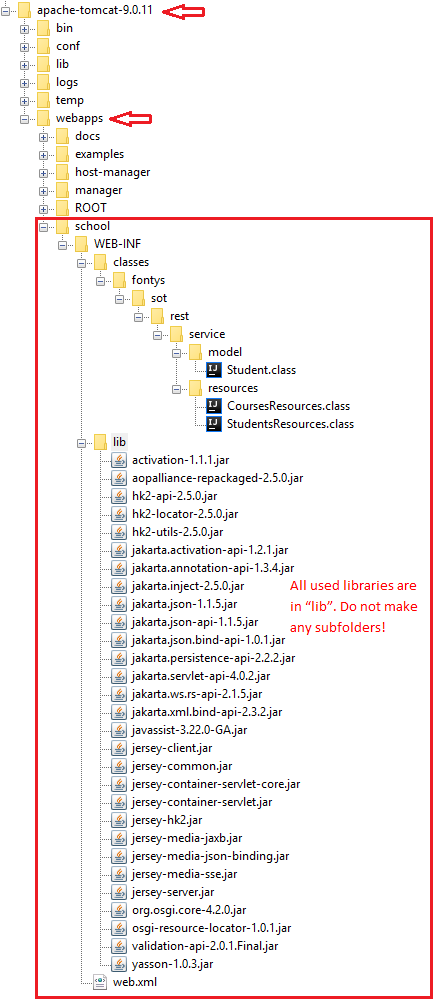 apache-tomcat-9.0.11
bin
conf
lib
logs
temp
webapps
docs
examples
host-manager
manager
ROOT
school
WEB-INF
classes
fontys
sot
rest
service
model
Student.class
resources
CoursesResources.class
StudentsResources.class
lib
activation-1.1.1.jar
aopalliance-repackaged-2.5.0.jar
hk2-api-2.5.0.jar
hk2-locator-2.5.0.jar
hk2-utils-2.5.0.jar
jakarta.activation-api-1.2.1.jar
jakarta.annotation-api-1.3.4.jar
jakarta.inject-2.5.0.jar
jakarta.json-1.1.5.jar
jakarta.json-api-1.1.5.jar
jakarta.json.bind-api-1.0.1.jar
jakarta.persistence-api-2.2.2.jar
jakarta.servlet-api-4.0.2.jar
jakarta.ws.rs-api-2.1.5.jar
jakarta.xml.bind-api-2.3.2.jar
javassist-3.22.0-GA.jar
jersey-client.jar
jersey-common.jar
jersey-container-servlet-core.jar
jersey-container-servlet.jar
jersey-hk2.jar
jersey-media-jaxb.jar
jersey-media-json-binding.jar
jersey-media-sse.jar
jersey-server.jar
org.osgi.core-4.2.0.jar
osgi-resource-locator-1.0.1.jar
validation-api-2.0.1.Final.jar
yasson-1.0.3.jar
web.xml
All used libraries are
in “lib”. Do not make
any subfolders!